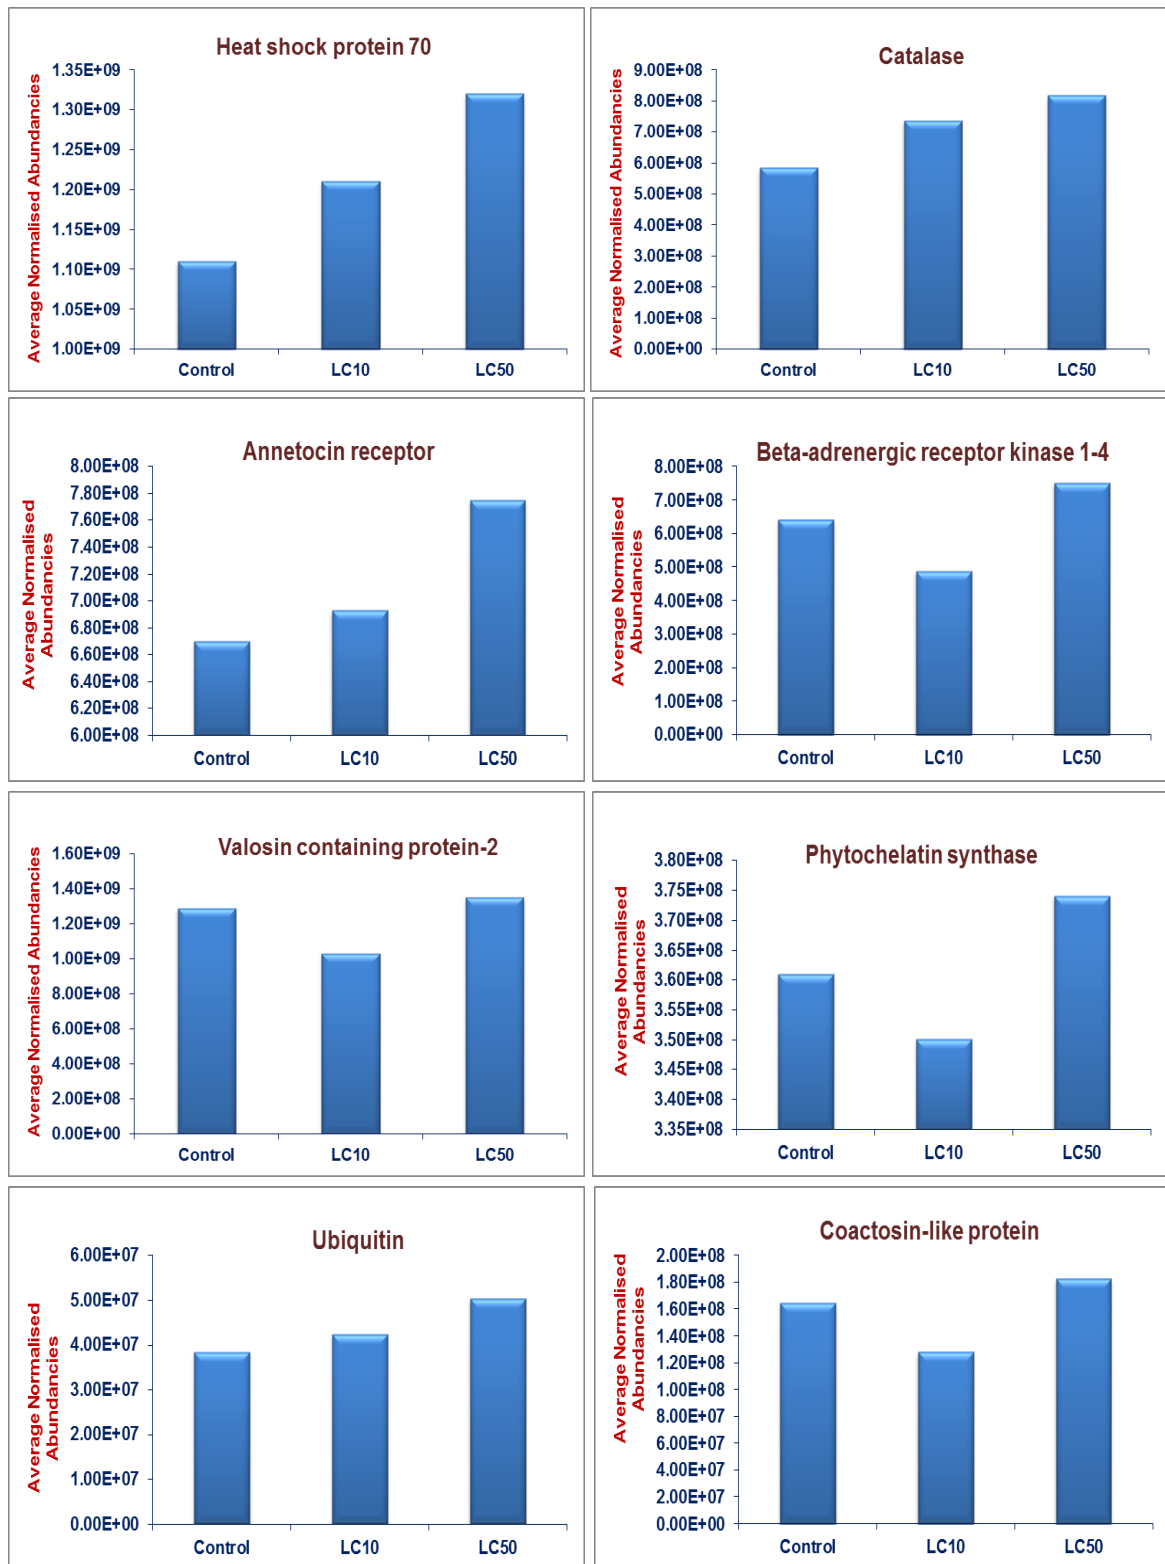 Heat shock protein 70
Average Normalised Abundancies
1.35E+09
1.30E+09
1.25E+09
1.20E+09
1.15E+09
1.10E+09
1.05E+09
1.00E+09
Control LC10 LC50
Catalase
Average Normalised Abundancies
9.00E+08
8.00E+08
7.00E+08
6.00E+08
5.00E+08
4.00E+08
3.00E+08
2.00E+08
1.00E+08
0.00E+00
Control LC10 LC50
Annetocin receptor
Average Normalised
Abundancies
8.00E+08
7.80E+08
7.60E+08
7.40E+08
7.20E+08
7.00E+08
6.80E+08
6.60E+08
6.40E+08
6.20E+08
6.00E+08
Control LC10 LC50
Beta-adrenergic receptor kinase 1-4
Average Normalised
Abundancies
8.00E+08
7.00E+08
6.00E+08
5.00E+08
4.00E+08
3.00E+08
2.00E+08
1.00E+08
0.00E+00
Control LC10 LC50
Valosin containing protein-2
Average Normalised Abundancies
1.60E+09
1.40E+09
1.20E+09
1.00E+09
8.00E+08
6.00E+08
4.00E+08
2.00E+08
0.00E+00
Control LC10 LC50
Phytochelatin synthase
Average Normalised
Abundancies
3.80E+08
3.75E+08
3.70E+08
3.65E+08
3.60E+08
3.55E+08
3.50E+08
3.45E+08
3.40E+08
3.35E+08
Control LC10 LC50
Ubiquitin
Average Normalised
Abundancies
6.00E+07
5.00E+07
4.00E+07
3.00E+07
2.00E+07
1.00E+07
0.00E+00
Control LC10 LC50
Coactosin-like protein
Average Normalised
Abundancies
2.00E+08
1.80E+08
1.60E+08
1.40E+08
1.20E+08
1.00E+08
8.00E+07
6.00E+07
4.00E+07
2.00E+07
0.00E+00
Control LC10 LC50